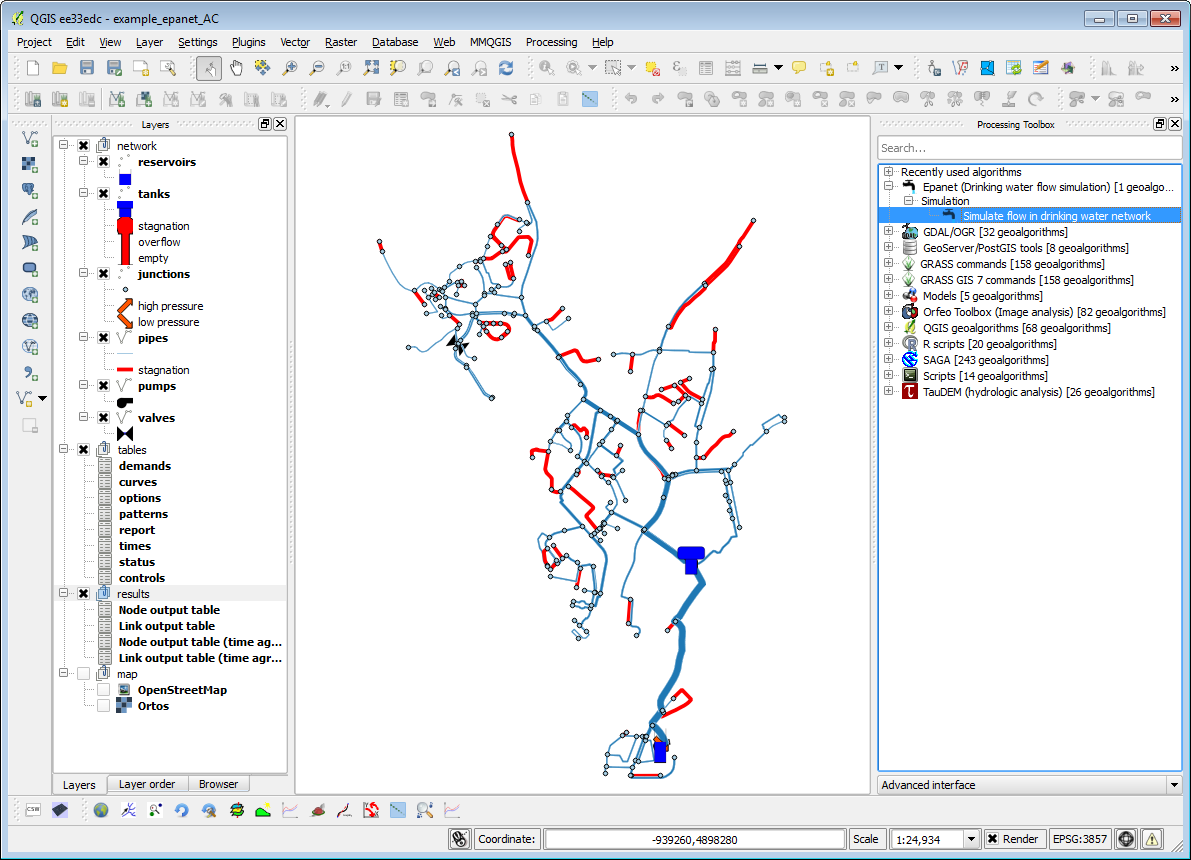 QGIS ee33edc - example_epanet_AC
Project Edit View Layer Settings Plugins Vector Raster Database Web MMQGIS Processing Help
Layers
network
reservoirs
tanks
stagnation
overflow
empty
junctions
high pressure
low pressure
pipes
stagnation
pumps
valves
tables
demands
curves
options
patterns
report
times
status
controls
results
Node output table
Link output table
Node output table (time ag...
Link output table (time agr...
map
OpenStreetMap
Ortos
Layers Layer order Browser
Processing Toolbox
Search...
Recently used algorithms
Epanet (Drinking water flow simulation) [1 geoalgo...
Simulation
Simulate flow in drinking water network
GDAL/OGR [32 geoalgorithms]
GeoServer/PostGIS tools [8 geoalgorithms]
GRASS commands [158 geoalgorithms]
GRASS GIS 7 commands [158 geoalgorithms]
Models [5 geoalgorithms]
Orfeo Toolbox (Image analysis) [82 geoalgorithms]
QGIS geoalgorithms [68 geoalgorithms]
R scripts [20 geoalgorithms]
SAGA [243 geoalgorithms]
Scripts [14 geoalgorithms]
TauDEM (hydrologic analysis) [26 geoalgorithms]
Advanced interface
CSW
Coordinate: -939260,4898280 Scale 1:24,934 Render EPSG:3857